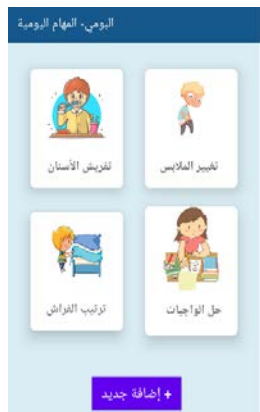 اليومي- المهام اليومية
تغيير الملابس
تفريش الأسنان
حل الواجبات
ترتيب الفراش
+ إضافة جديد